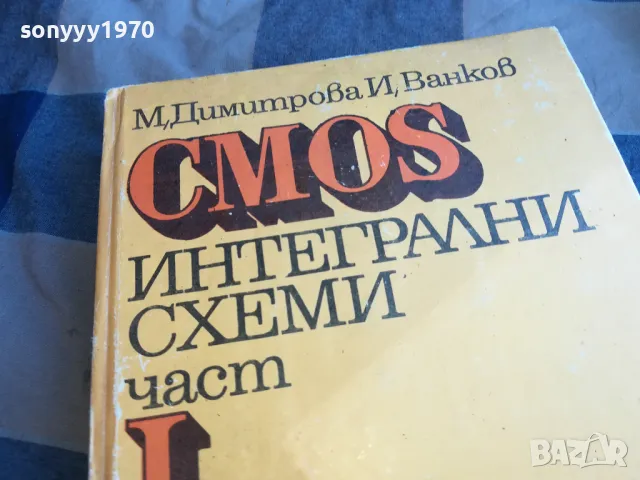 sonyyy1970
М, Димитрова И, Ванков
CMOS
ИНТЕГРАЛНИ
СХЕМИ
част
I
BAZAR